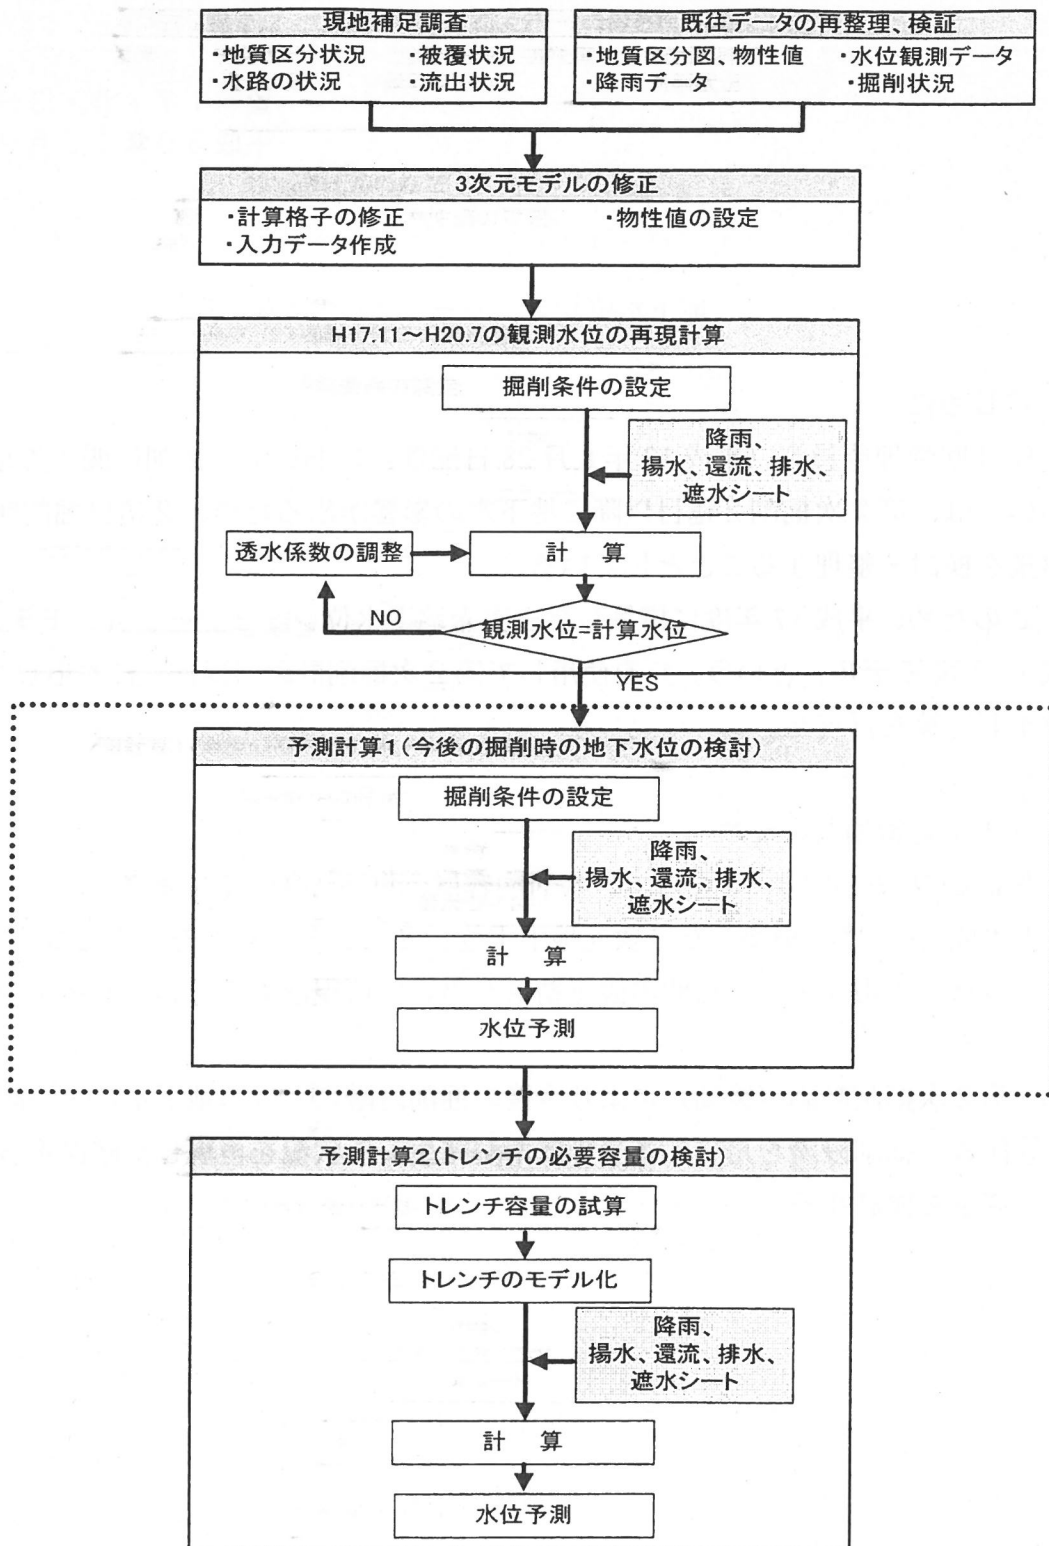 現地補足調査
・地質区分状況　・被覆状況
・水路の状況　・流出状況
既往データの再整理、検証
・地質区分図、物性値　・水位観測データ
・降雨データ　・掘削状況
3次元モデルの修正
・計算格子の修正　・物性値の設定
・入力データ作成
H17.11～H20.7の観測水位の再現計算
掘削条件の設定
降雨、
揚水、還流、排水、
遮水シート
透水係数の調整
計　算
NO
観測水位=計算水位
YES
予測計算1(今後の掘削時の地下水位の検討)
掘削条件の設定
降雨、
揚水、還流、排水、
遮水シート
計　算
水位予測
予測計算2(トレンチの必要容量の検討)
トレンチ容量の試算
トレンチのモデル化
降雨、
揚水、還流、排水、
遮水シート
計　算
水位予測